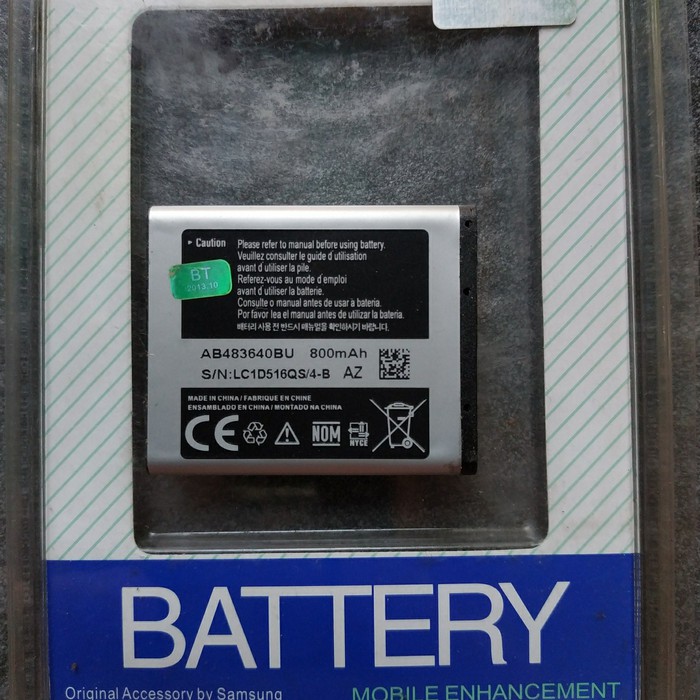 ▸ Caution
Please refer to manual before using battery.
Veuillez consulter le guide d'utilisation
avant d'utiliser la pile.
Referez-vous au mode d'emploi
avant d'utiliser la batterie.
Consulte o manual antes de usar à bateria.
Por favor lea el manual antes de utilizar la bateria.
배터리 사용 전 반드시 매뉴얼을 확인하시기 바랍니다.
BT
2013.10
AB483640BU 800mAh
S/N:LC1D516QS/4-B AZ
MADE IN CHINA / FABRIQUE EN CHINE
ENSAMBLADO EN CHINA / MONTADO NA CHINA
CE
NOM
NYCE
BATTERY
Original Accessory by Samsung
MOBILE ENHANCEMENT